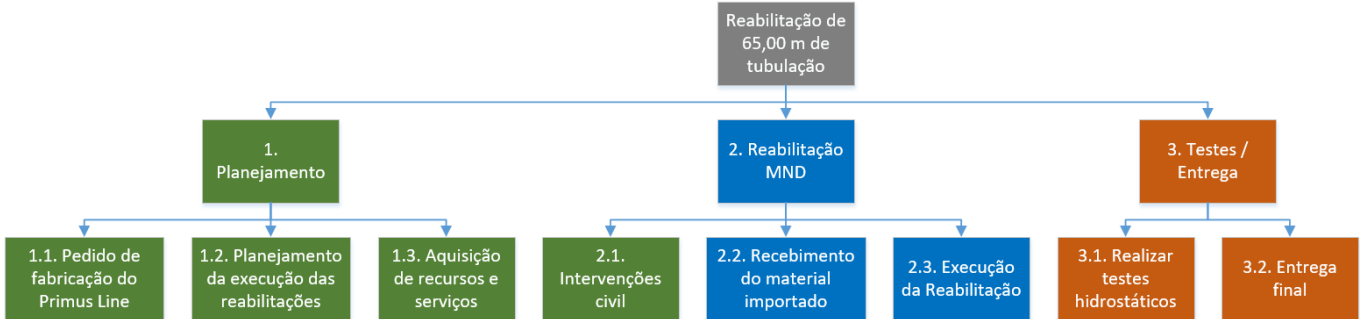 Reabilitação de
65,00 m de
tubulação
1.
Planejamento
2. Reabilitação
MND
3. Testes /
Entrega
1.1. Pedido de
fabricação do
Primus Line
1.2. Planejamento
da execução das
reabilitações
1.3. Aquisição
de recursos e
serviços
2.1.
Intervenções
civil
2.2. Recebimento
do material
importado
2.3. Execução
da Reabilitação
3.1. Realizar
testes
hidrostáticos
3.2. Entrega
final